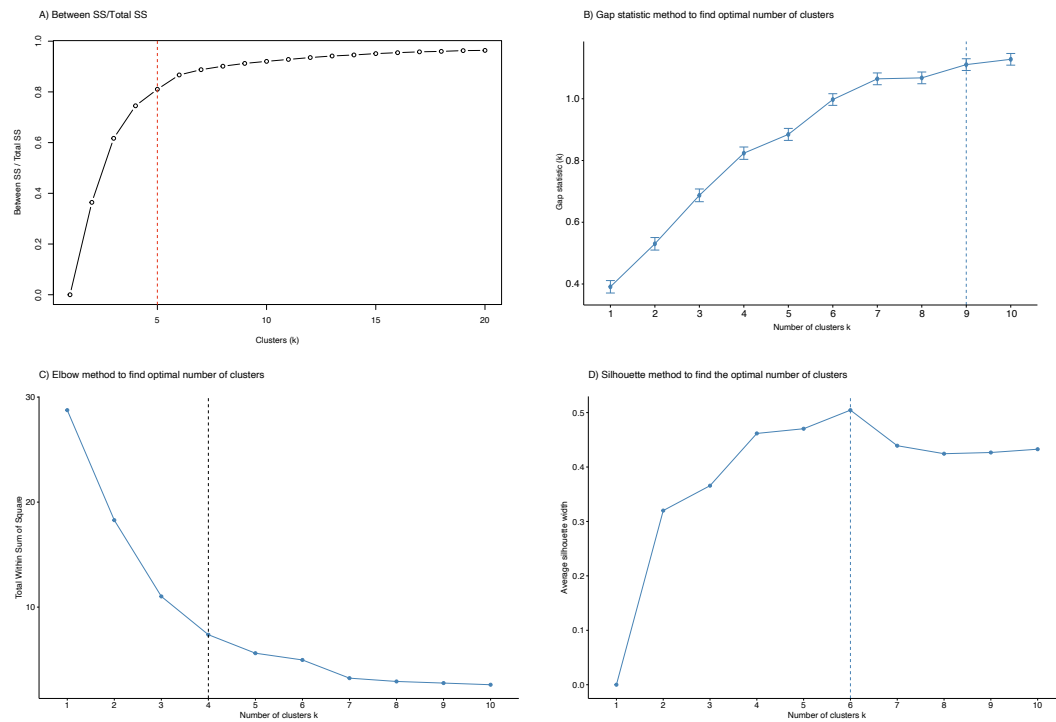 A) Between SS/Total SS
Between SS / Total SS
1.0
0.8
0.6
0.4
0.2
0.0
5
10
15
20
Clusters (k)
B) Gap statistic method to find optimal number of clusters
Gap statistic (k)
1.0
0.8
0.6
0.4
1 2 3 4 5 6 7 8 9 10
Number of clusters k
C) Elbow method to find optimal number of clusters
Total Within Sum of Square
30
20
10
1 2 3 4 5 6 7 8 9 10
Number of clusters k
D) Silhouette method to find the optimal number of clusters
Average silhouette width
0.5
0.4
0.3
0.2
0.1
0.0
1 2 3 4 5 6 7 8 9 10
Number of clusters k